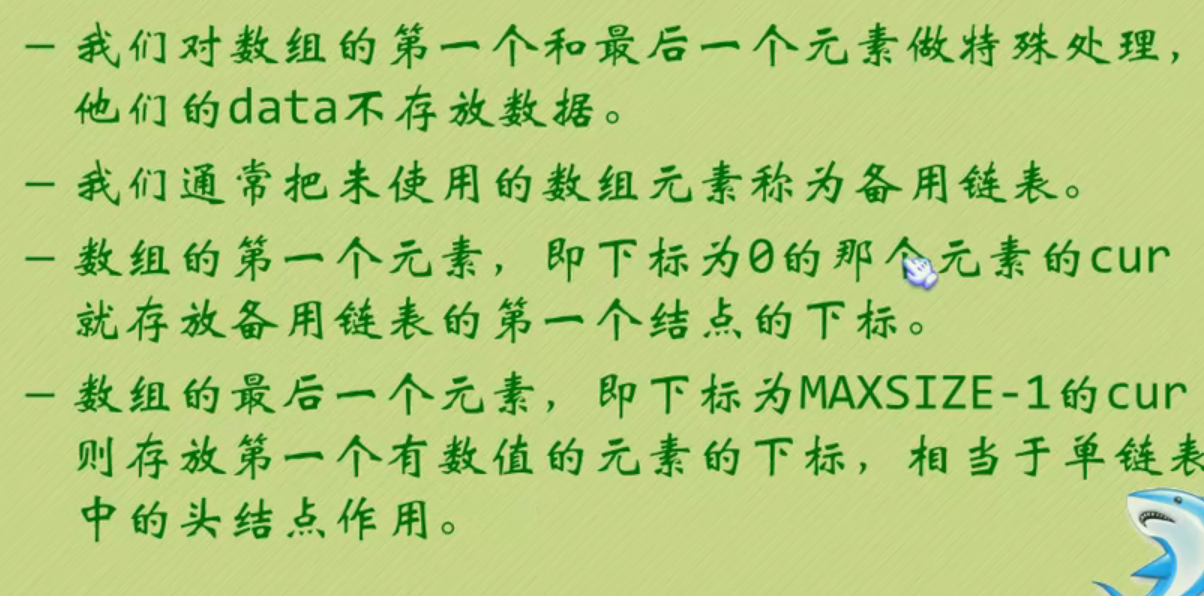 – 我们对数组的第一个和最后一个元素做特殊处理，
他们的data不存放数据。
– 我们通常把未使用的数组元素称为备用链表。
– 数组的第一个元素，即下标为0的那个元素的cur
就存放备用链表的第一个结点的下标。
– 数组的最后一个元素，即下标为MAXSIZE-1的cur
则存放第一个有数值的元素的下标，相当于单链表
中的头结点作用。